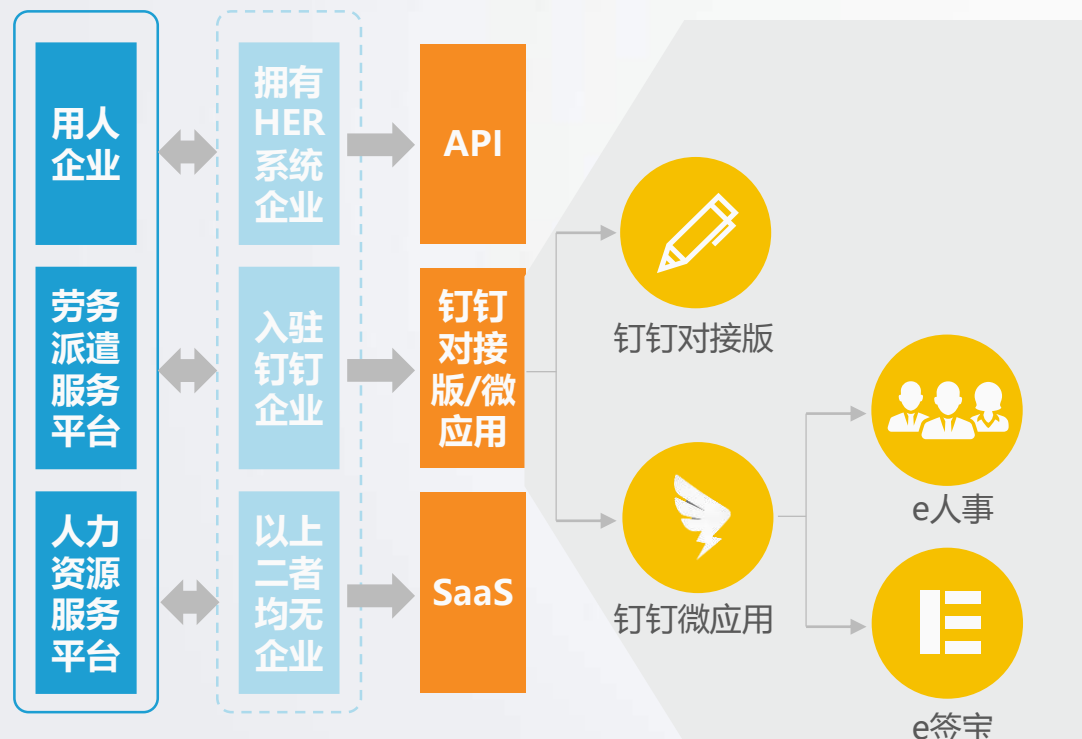 用人
企业
拥有
HER
系统
企业
API
劳务
派遣
服务
平台
入驻
钉钉
企业
钉钉
对接
版/微
应用
人力
资源
服务
平台
以上
二者
均无
企业
SaaS
钉钉对接版
钉钉微应用
e人事
e签宝